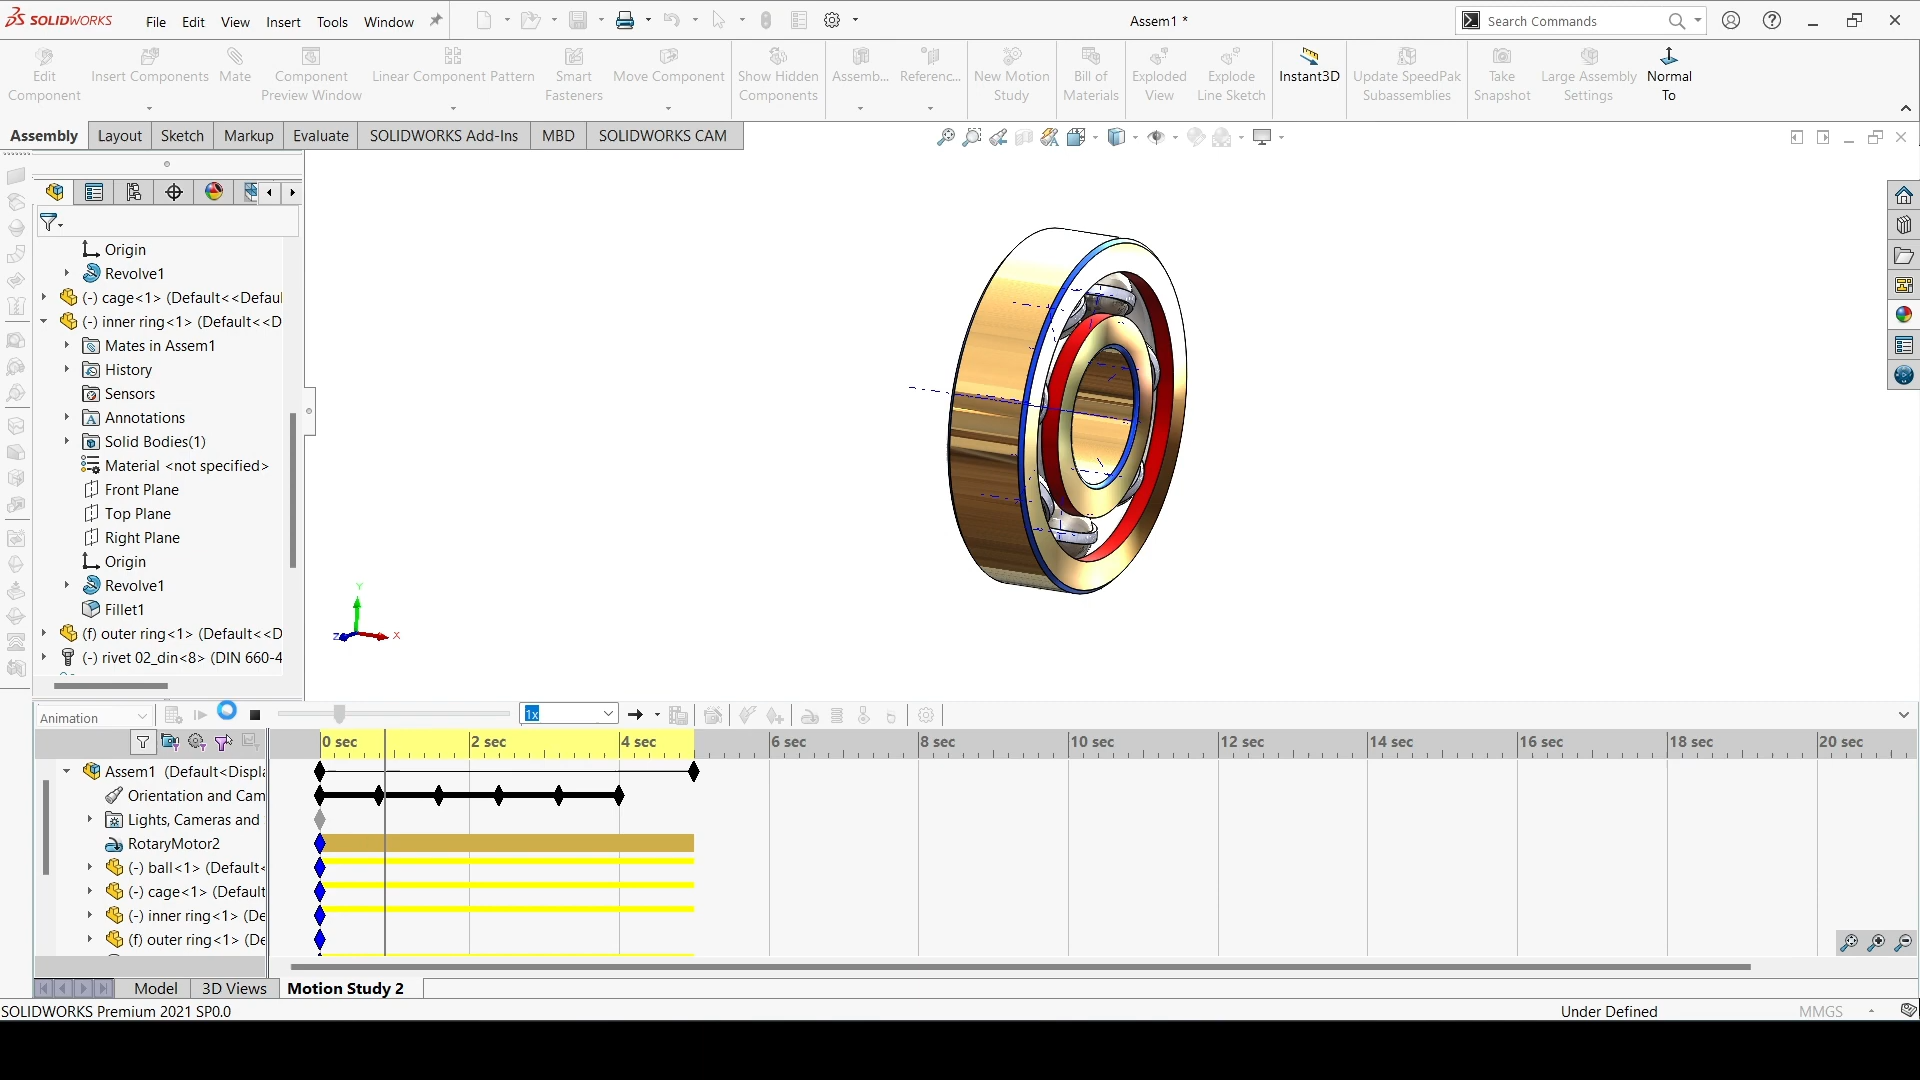 SOLIDWORKS File Edit View Insert Tools Window Assem1 * Search Commands
Edit Component
Insert Components
Mate
Component Preview Window
Linear Component Pattern
Smart Fasteners
Move Component
Show Hidden Components
Assemb...
Referenc...
New Motion Study
Bill of Materials
Exploded View
Explode Line Sketch
Instant3D
Update SpeedPak Subassemblies
Take Snapshot
Large Assembly Settings
Normal To
Assembly Layout Sketch Markup Evaluate SOLIDWORKS Add-Ins MBD SOLIDWORKS CAM
Origin
Revolve1
(-) cage<1> (Default<<Defaul
(-) inner ring<1> (Default<<D
Mates in Assem1
History
Sensors
Annotations
Solid Bodies(1)
Material <not specified>
Front Plane
Top Plane
Right Plane
Origin
Revolve1
Fillet1
(f) outer ring<1> (Default<<D
(-) rivet 02_din<8> (DIN 660-4
Y
Z X
Animation 1x
0 sec 2 sec 4 sec 6 sec 8 sec 10 sec 12 sec 14 sec 16 sec 18 sec 20 sec
Assem1 (Default<Displa
Orientation and Cam
Lights, Cameras and
RotaryMotor2
(-) ball<1> (Default<
(-) cage<1> (Default
(-) inner ring<1> (De
(f) outer ring<1> (De
Model 3D Views Motion Study 2
SOLIDWORKS Premium 2021 SP0.0 Under Defined MMGS